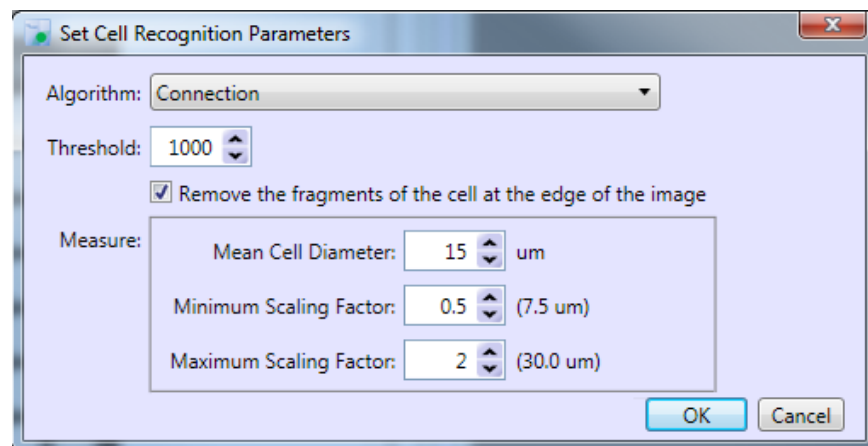 Set Cell Recognition Parameters
Algorithm: Connection
Threshold: 1000
Remove the fragments of the cell at the edge of the image
Measure:
Mean Cell Diameter: 15 um
Minimum Scaling Factor: 0.5 (7.5 um)
Maximum Scaling Factor: 2 (30.0 um)
OK Cancel